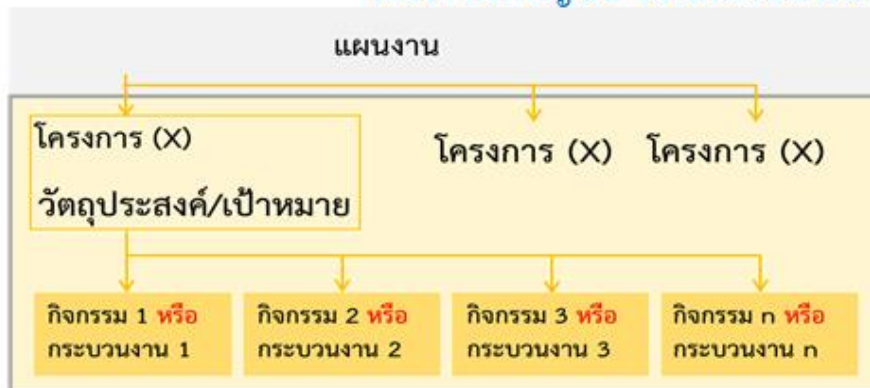 แผนงาน
โครงการ (X)
วัตถุประสงค์/เป้าหมาย
โครงการ (X)
โครงการ (X)
กิจกรรม 1 หรือ
กระบวนงาน 1
กิจกรรม 2 หรือ
กระบวนงาน 2
กิจกรรม 3 หรือ
กระบวนงาน 3
กิจกรรม n หรือ
กระบวนงาน n